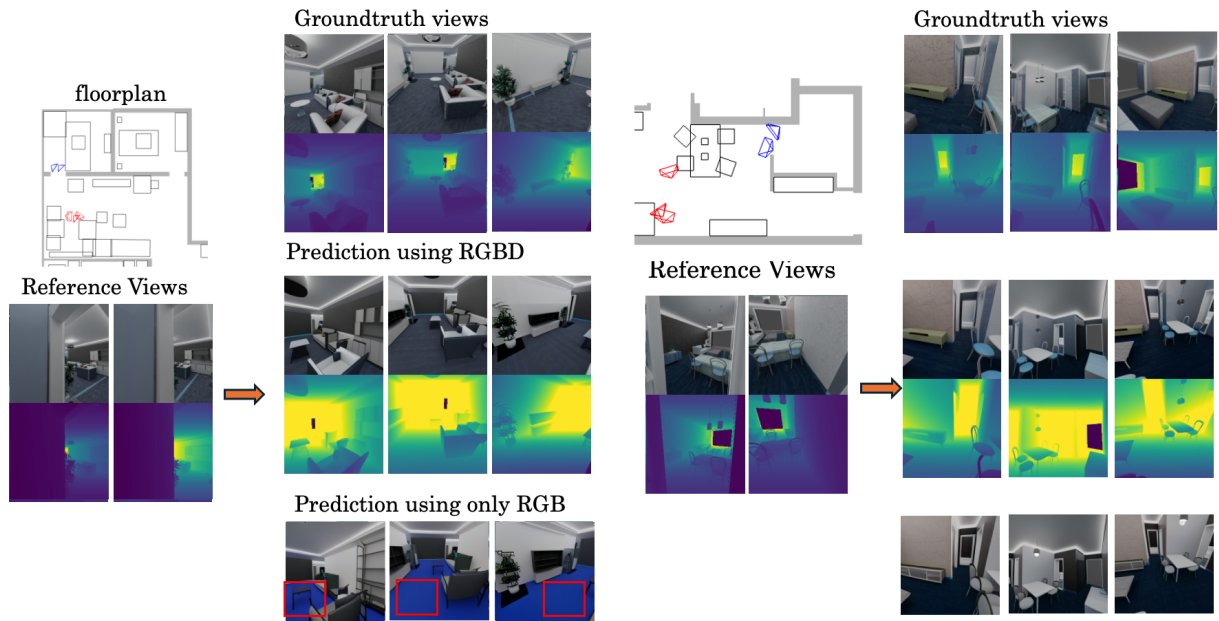 Groundtruth views
Groundtruth views
floorplan
Prediction using RGBD
Reference Views
Reference Views
Prediction using only RGB